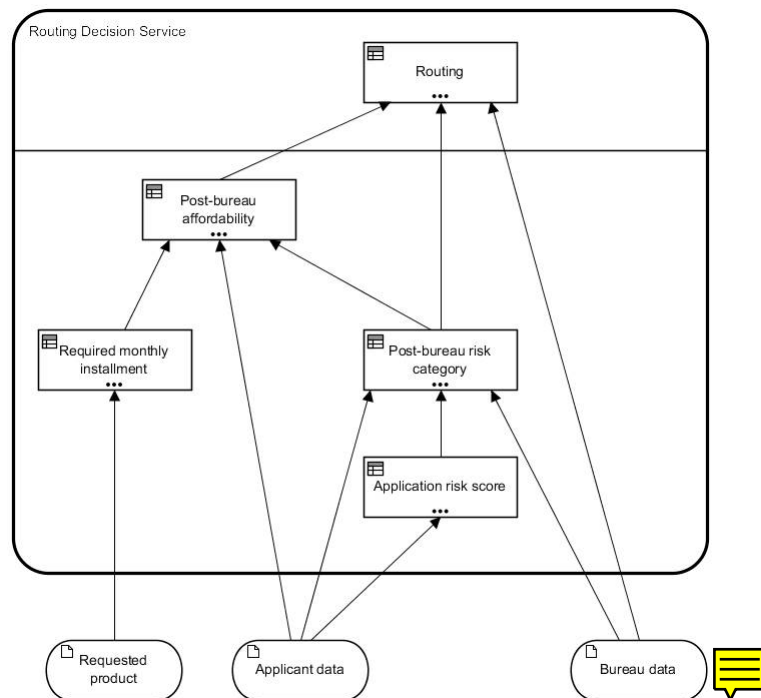 Routing Decision Service
Routing
Post-bureau
affordability
Required monthly
installment
Post-bureau risk
category
Application risk score
Requested
product
Applicant data
Bureau data